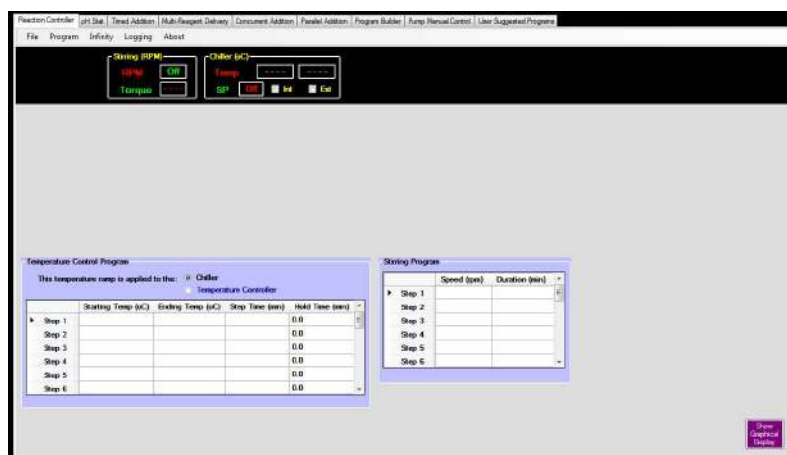 Reaction Controller pH Stat Timed Addition Multi-Reagent Delivery Concurrent Addition Parallel Addition Program Builder Pump Manual Control User Suggested Programs
File Program Infinity Logging About
Stirring (RPM) Chiller (oC)
RPM Off Temp ---- ----
Torque ---- SP Off Int Ext
Temperature Control Program Stirring Program
This temperature ramp is applied to the: Chiller
Temperature Controller
Speed (rpm) Duration (min)
Starting Temp (oC) Ending Temp (oC) Step Time (min) Hold Time (min)
Step 1 0.0 Step 1
Step 2 0.0 Step 2
Step 3 0.0 Step 3
Step 4 0.0 Step 4
Step 5 0.0 Step 5
Step 6 0.0 Step 6
Show
Graphical
Display